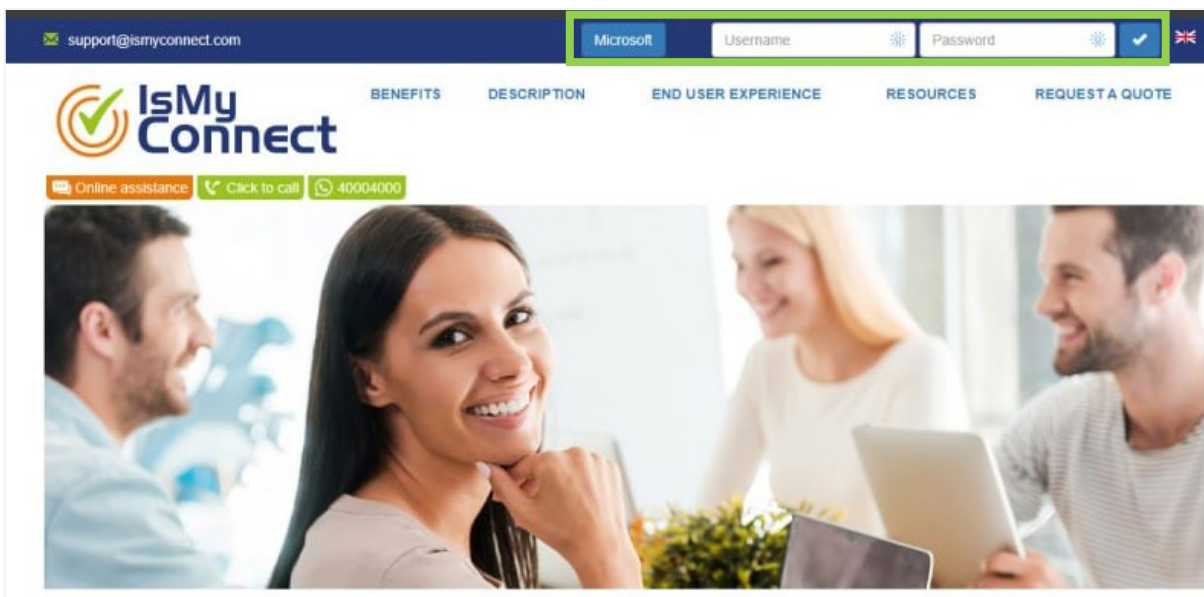 support@ismyconnect.com Microsoft Username Password
IsMy
Connect
BENEFITS DESCRIPTION END USER EXPERIENCE RESOURCES REQUEST A QUOTE
Online assistance Click to call 40004000